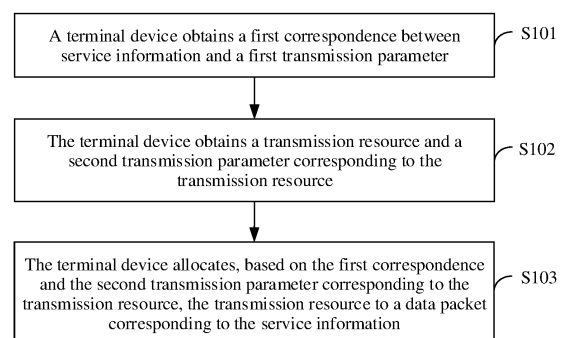 A terminal device obtains a first correspondence between
service information and a first transmission parameter
S101
The terminal device obtains a transmission resource and a
second transmission parameter corresponding to the
transmission resource
S102
The terminal device allocates, based on the first correspondence
and the second transmission parameter corresponding to the
transmission resource, the transmission resource to a data packet
corresponding to the service information
S103